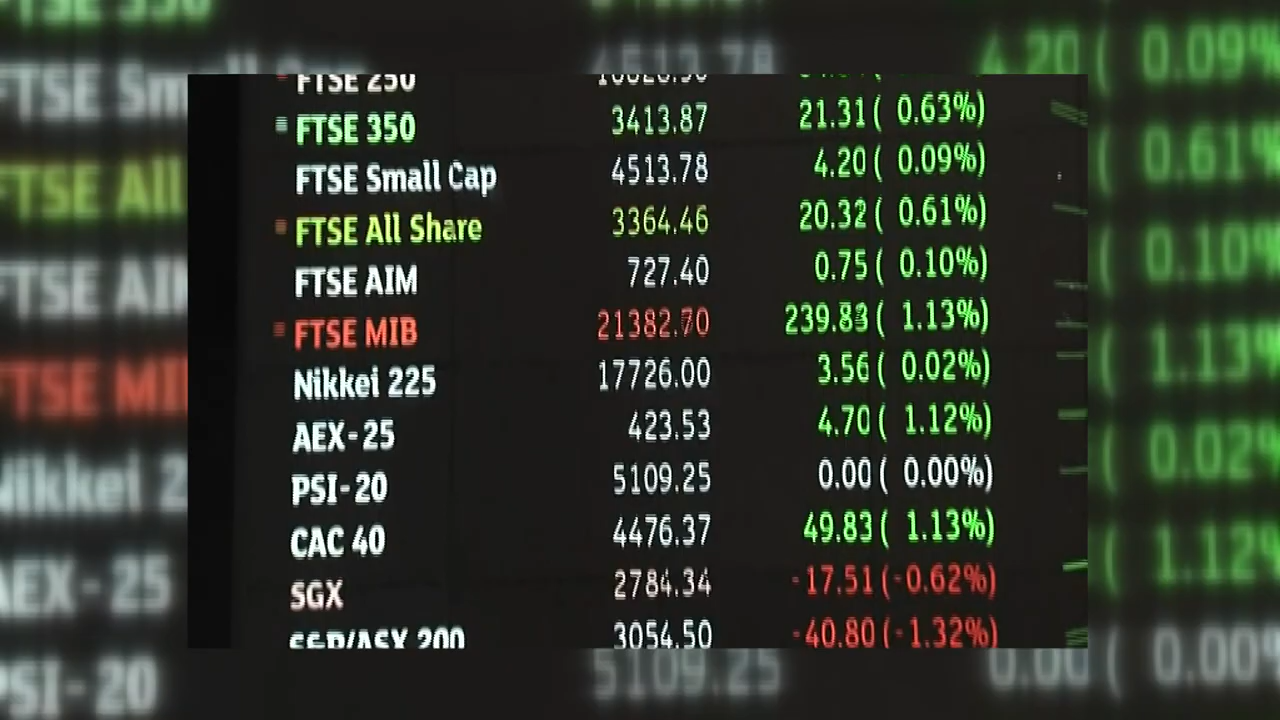 FTSE 250
FTSE 350 3413.87 21.31 ( 0.63%)
FTSE Small Cap 4513.78 4.20 ( 0.09%)
FTSE All Share 3364.46 20.32 ( 0.61%)
FTSE AIM 727.40 0.75 ( 0.10%)
FTSE MIB 21382.70 239.83 ( 1.13%)
Nikkei 225 17726.00 3.56 ( 0.02%)
AEX-25 423.53 4.70 ( 1.12%)
PSI-20 5109.25 0.00 ( 0.00%)
CAC 40 4476.37 49.83 ( 1.13%)
SGX 2784.34 -17.51 (-0.62%)
S&P/ASX 200 3054.50 -40.80 (-1.32%)